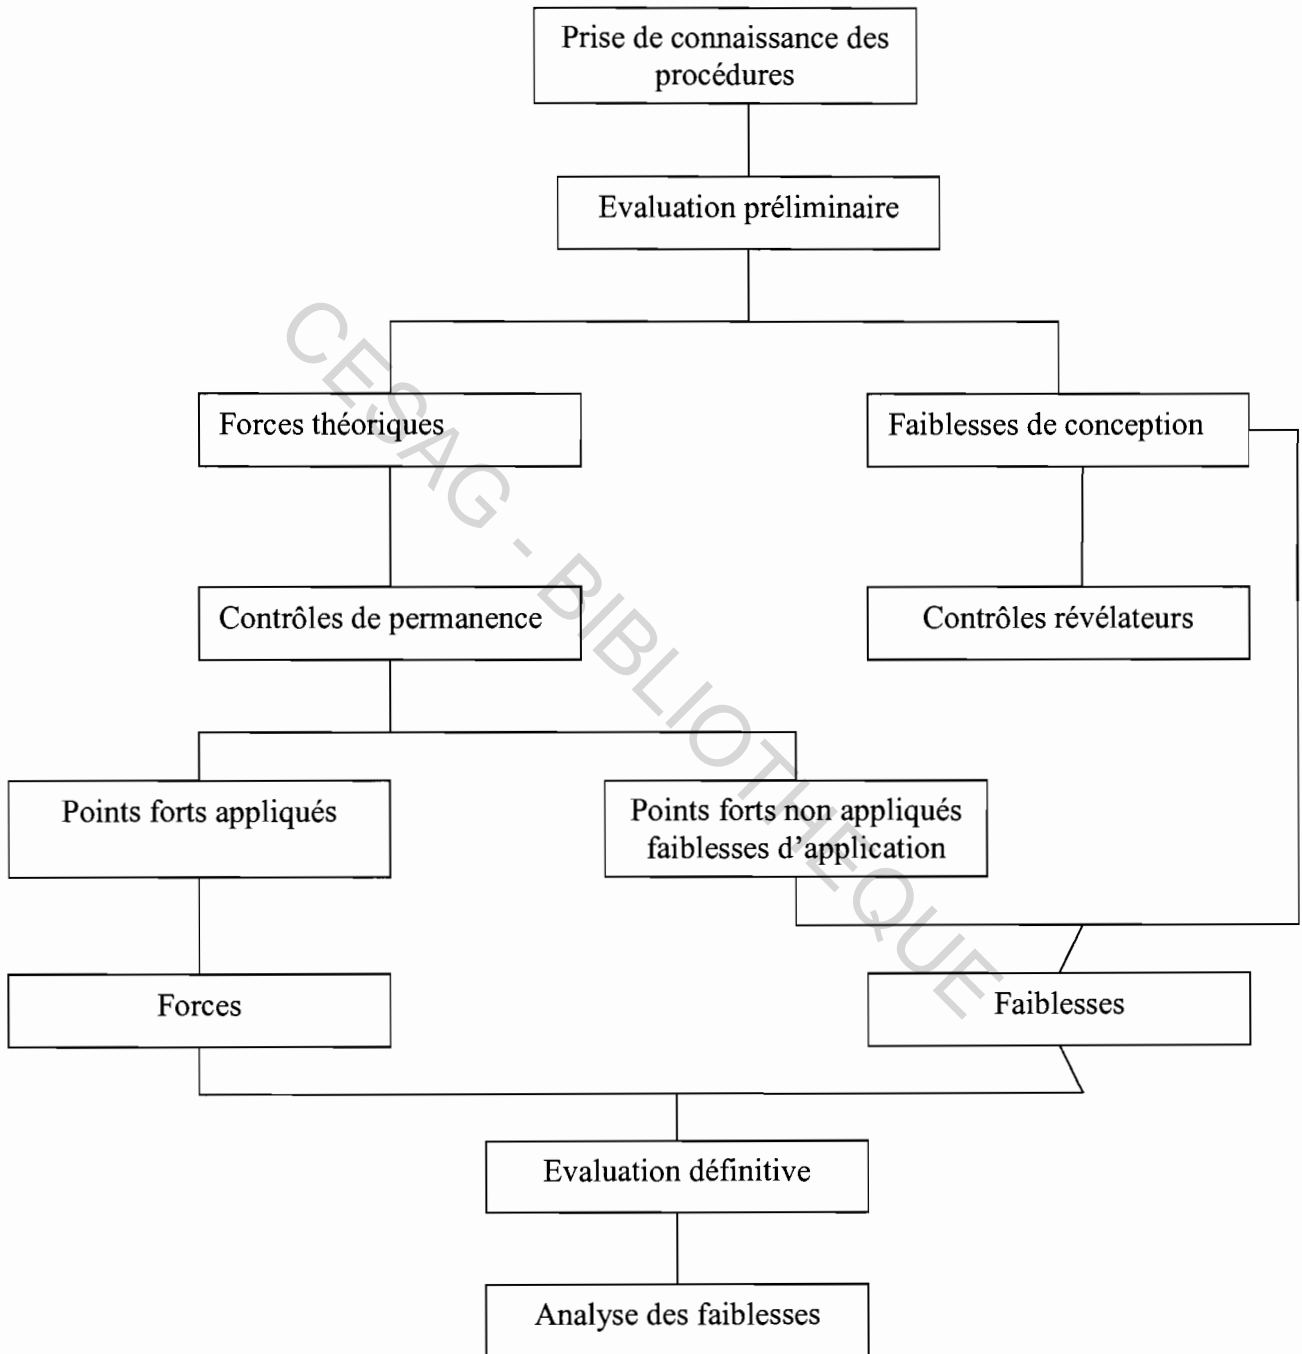 Prise de connaissance des
procédures
Evaluation préliminaire
Forces théoriques
Faiblesses de conception
Contrôles de permanence
Contrôles révélateurs
Points forts appliqués
Points forts non appliqués
faiblesses d'application
Forces
Faiblesses
Evaluation définitive
Analyse des faiblesses
CESAG - BIBLIOTHEQUE